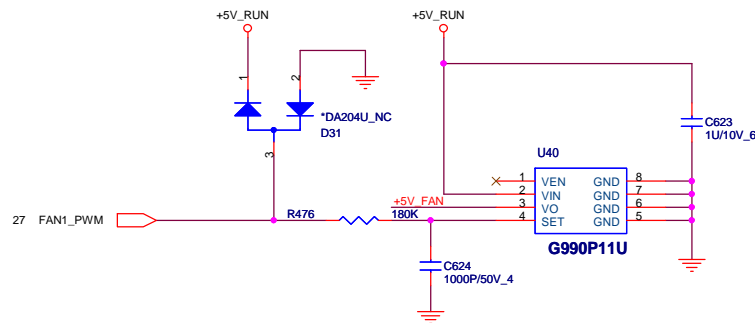 +5V_RUN
+5V_RUN
1
2
*DA204U_NC
D31
3
C623
1U/10V_6
U40
1 VEN GND 8
2 VIN GND 7
3 VO GND 6
4 SET GND 5
+5V_FAN
27 FAN1_PWM
R476 180K
G990P11U
C624
1000P/50V_4